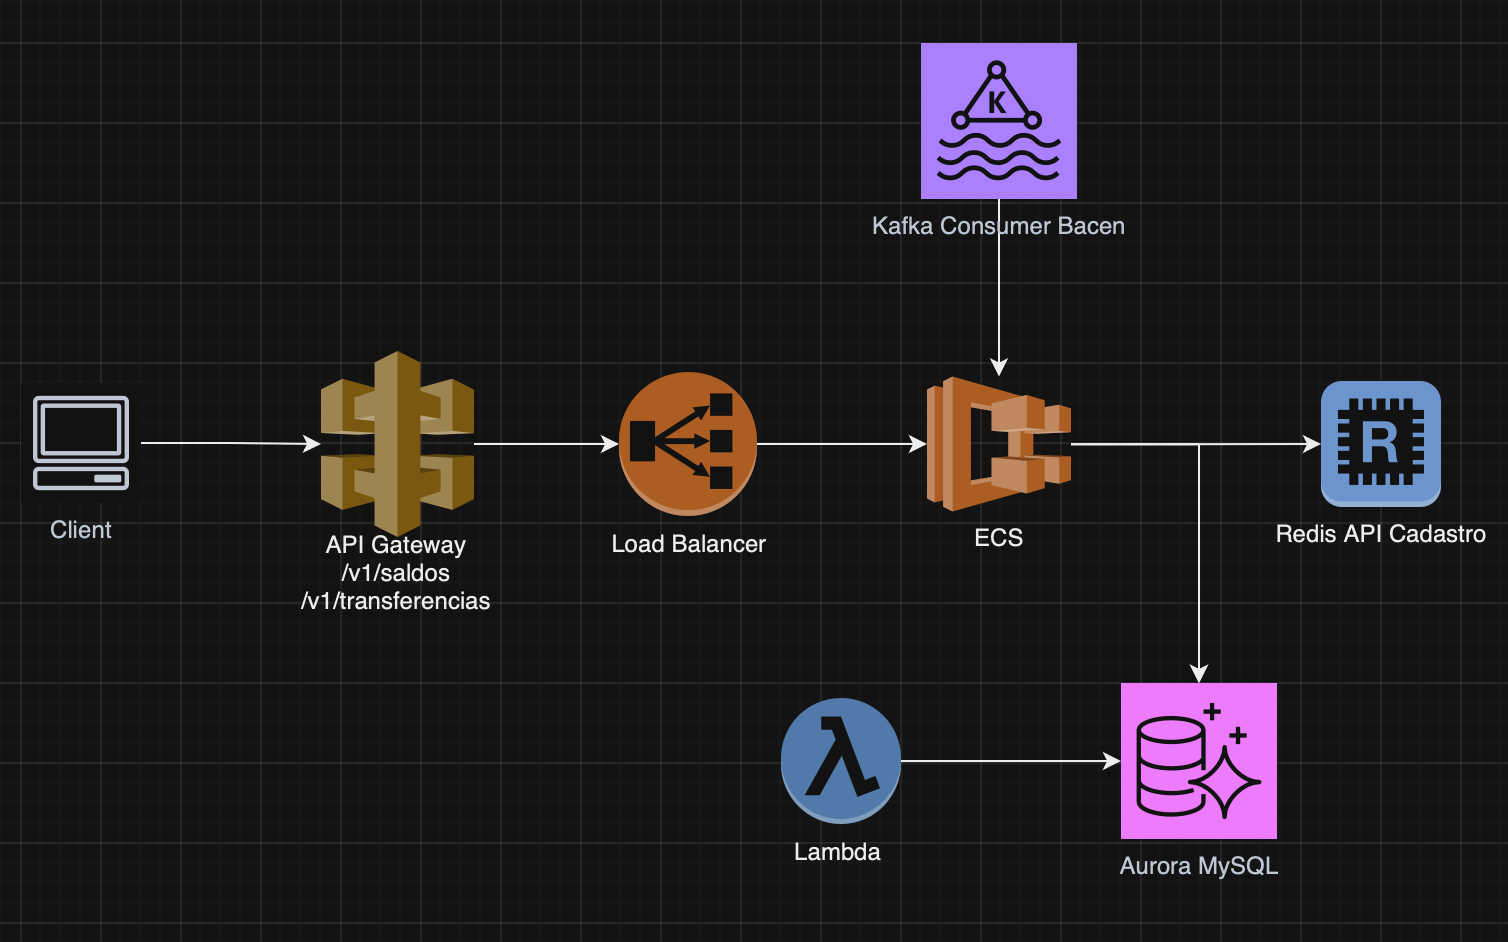 K
Kafka Consumer Bacen
Client
API Gateway
/v1/saldos
/v1/transferencias
Load Balancer
ECS
R
Redis API Cadastro
λ
Lambda
Aurora MySQL